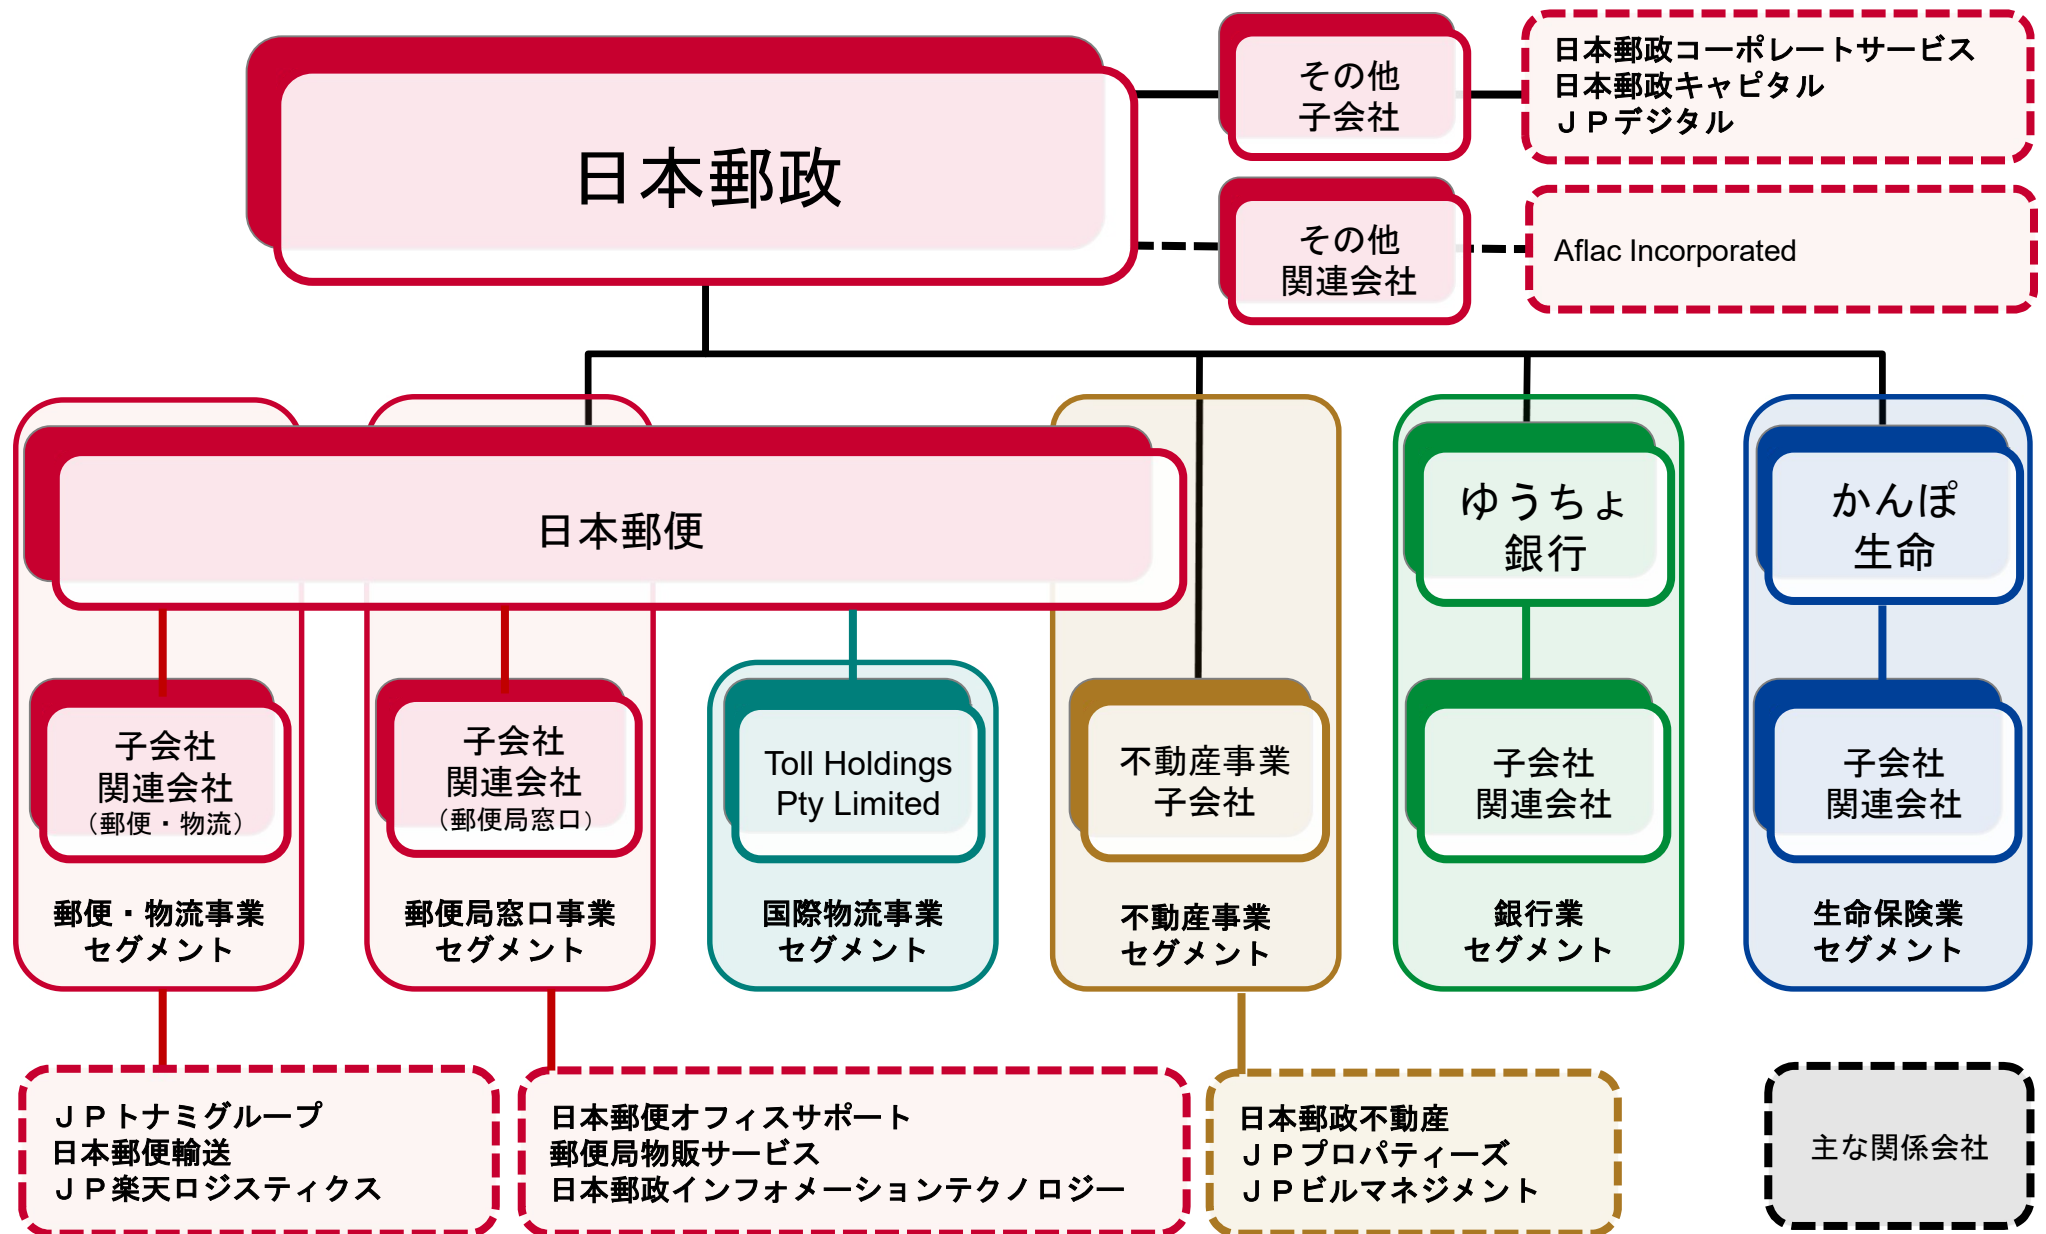 日本郵政
その他
子会社
日本郵政コーポレートサービス
日本郵政キャピタル
ＪＰデジタル
その他
関連会社
Aflac Incorporated
日本郵便
ゆうちょ
銀行
かんぽ
生命
子会社
関連会社
（郵便・物流）
子会社
関連会社
（郵便局窓口）
Toll Holdings
Pty Limited
不動産事業
子会社
子会社
関連会社
子会社
関連会社
郵便・物流事業
セグメント
郵便局窓口事業
セグメント
国際物流事業
セグメント
不動産事業
セグメント
銀行業
セグメント
生命保険業
セグメント
ＪＰトナミグループ
日本郵便輸送
ＪＰ楽天ロジスティクス
日本郵便オフィスサポート
郵便局物販サービス
日本郵政インフォメーションテクノロジー
日本郵政不動産
ＪＰプロパティーズ
ＪＰビルマネジメント
主な関係会社